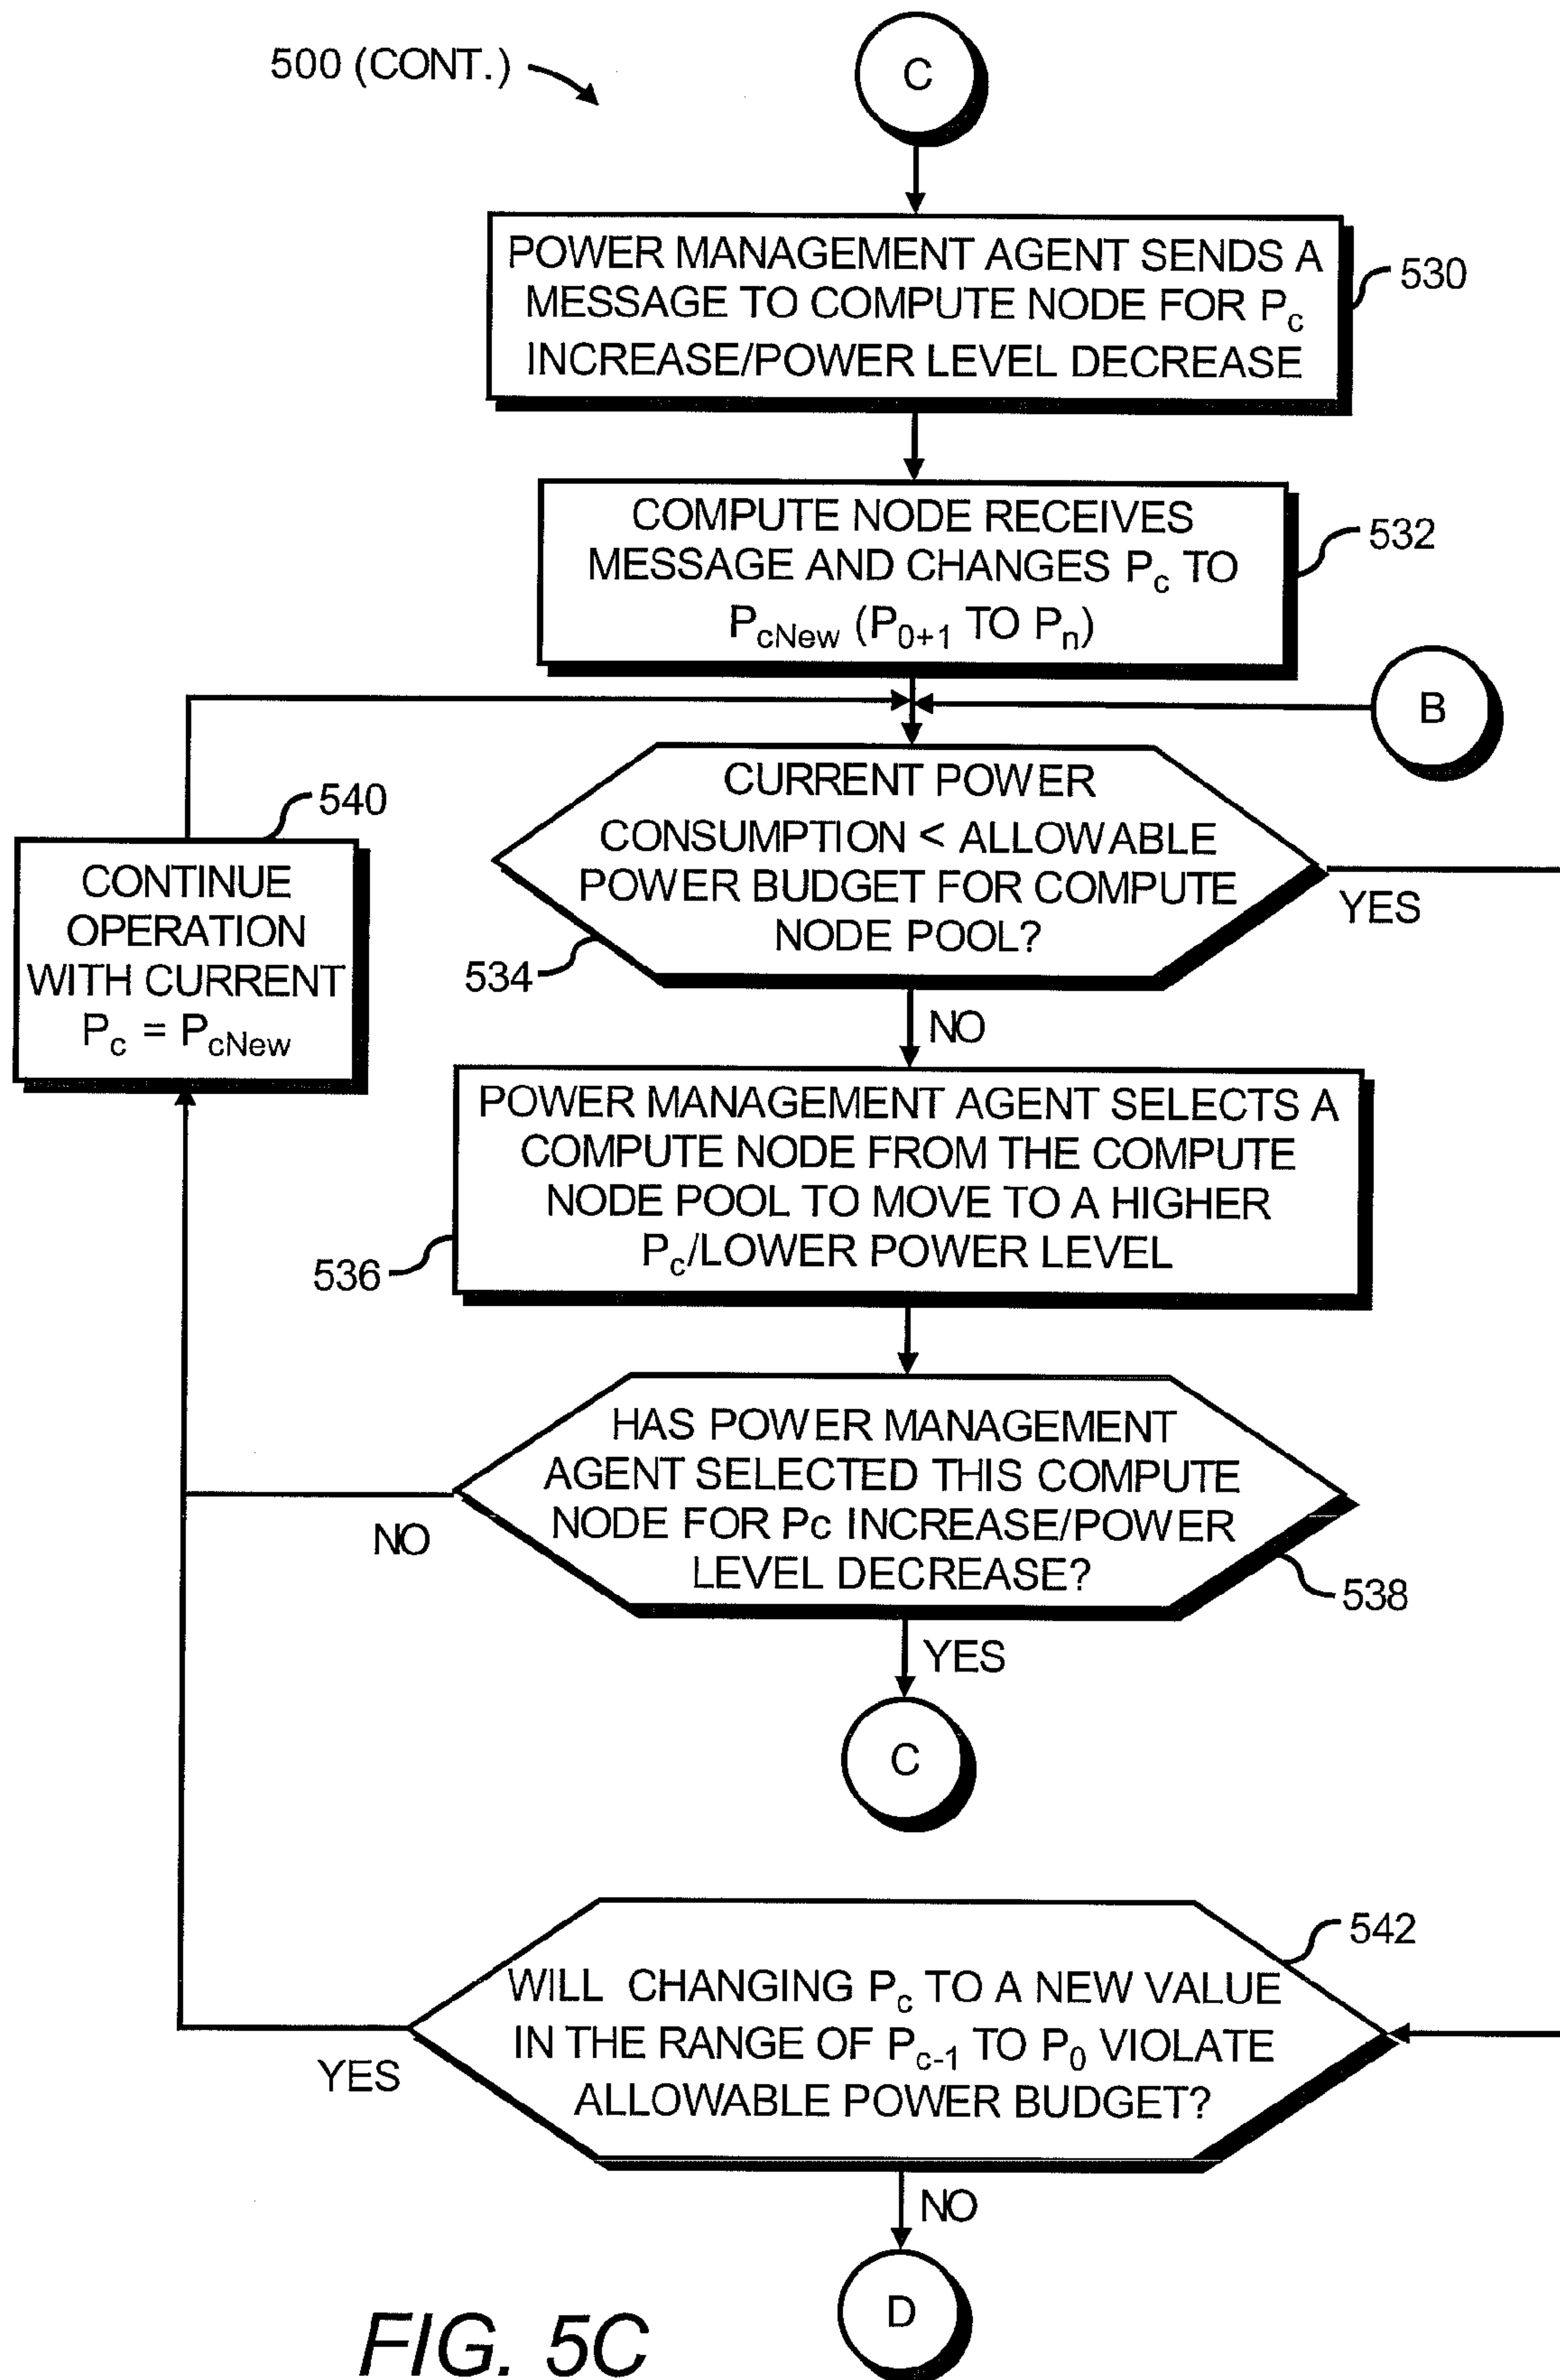 500 (CONT.)
C
POWER MANAGEMENT AGENT SENDS A
MESSAGE TO COMPUTE NODE FOR Pc
INCREASE/POWER LEVEL DECREASE
530
COMPUTE NODE RECEIVES
MESSAGE AND CHANGES Pc TO
PcNew (P0+1 TO Pn)
532
B
CURRENT POWER
CONSUMPTION < ALLOWABLE
POWER BUDGET FOR COMPUTE
NODE POOL?
534
YES
NO
540
CONTINUE
OPERATION
WITH CURRENT
Pc = PcNew
POWER MANAGEMENT AGENT SELECTS A
COMPUTE NODE FROM THE COMPUTE
NODE POOL TO MOVE TO A HIGHER
Pc/LOWER POWER LEVEL
536
HAS POWER MANAGEMENT
AGENT SELECTED THIS COMPUTE
NODE FOR Pc INCREASE/POWER
LEVEL DECREASE?
538
NO
YES
C
542
WILL CHANGING Pc TO A NEW VALUE
IN THE RANGE OF Pc-1 TO P0 VIOLATE
ALLOWABLE POWER BUDGET?
YES
NO
D
FIG. 5C